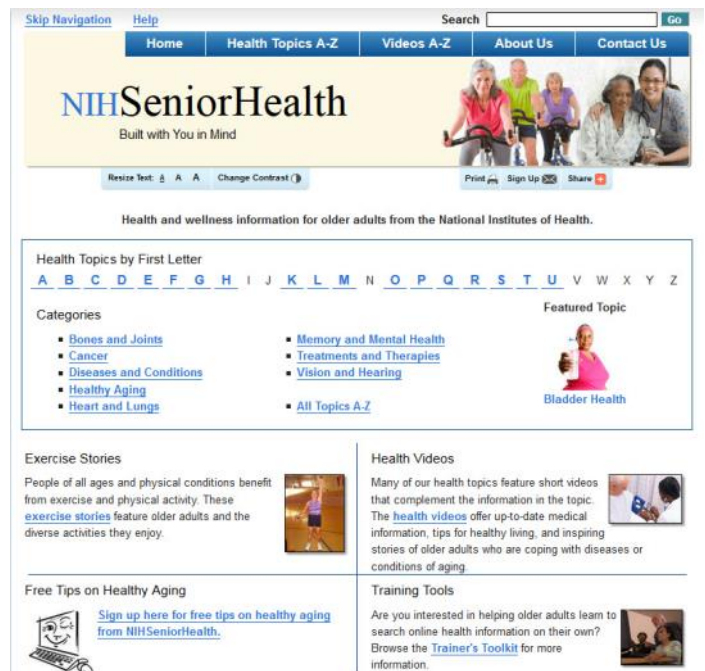 Skip Navigation Help Search Go
Home Health Topics A-Z Videos A-Z About Us Contact Us
NIHSeniorHealth
Built with You in Mind
Resize Text: A A A Change Contrast Print Sign Up Share
Health and wellness information for older adults from the National Institutes of Health.
Health Topics by First Letter
A B C D E F G H I J K L M N O P Q R S T U V W X Y Z
Categories
Bones and Joints
Cancer
Diseases and Conditions
Healthy Aging
Heart and Lungs
Memory and Mental Health
Treatments and Therapies
Vision and Hearing
All Topics A-Z
Featured Topic
Bladder Health
Exercise Stories
People of all ages and physical conditions benefit
from exercise and physical activity. These
exercise stories feature older adults and the
diverse activities they enjoy.
Health Videos
Many of our health topics feature short videos
that complement the information in the topic.
The health videos offer up-to-date medical
information, tips for healthy living, and inspiring
stories of older adults who are coping with diseases or
conditions of aging.
Free Tips on Healthy Aging
Sign up here for free tips on healthy aging
from NIHSeniorHealth.
Training Tools
Are you interested in helping older adults learn to
search online health information on their own?
Browse the Trainer's Toolkit for more
information.